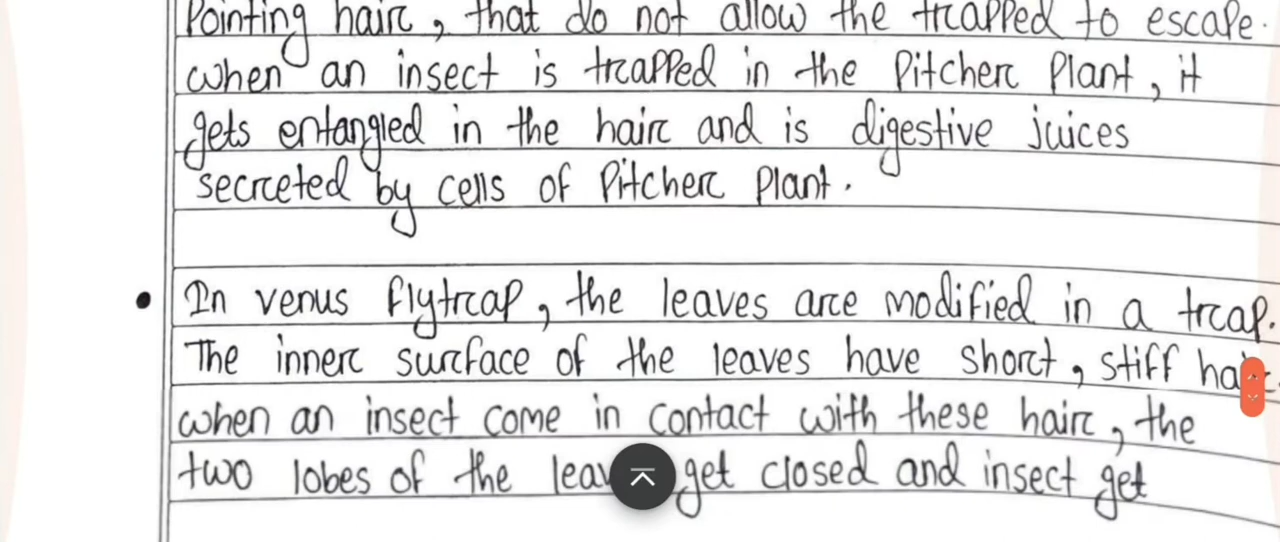 Pointing hair, that do not allow the trapped to escape.
when an insect is trapped in the Pitcher Plant, it
gets entangled in the hair and is digestive juices
secreted by cells of Pitcher Plant.
• In venus flytrap, the leaves are modified in a trap.
The inner surface of the leaves have short, stiff
when an insect come in contact with these hair, the
two lobes of the get closed and insect get